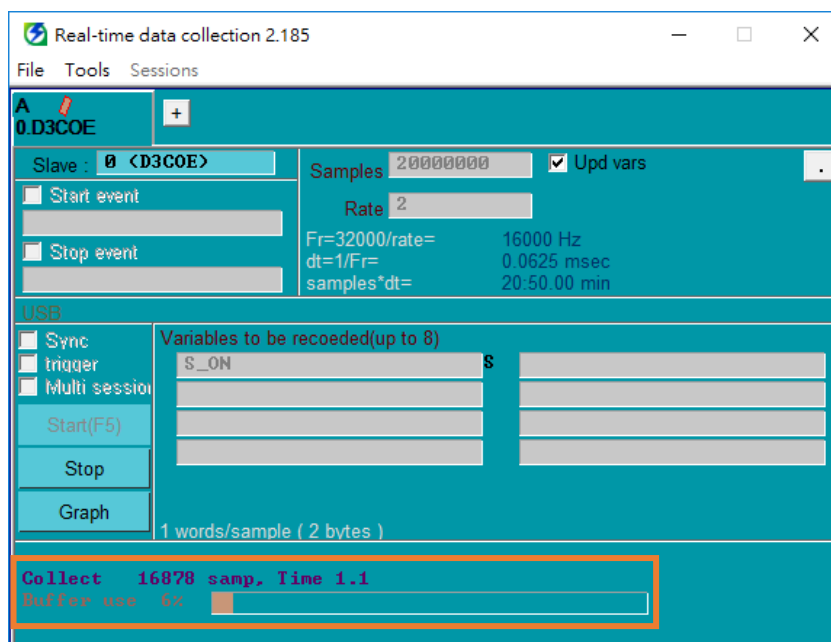 Real-time data collection 2.185
File Tools Sessions
A
0.D3COE
+
Slave : 0 <D3COE>
Samples 20000000
Upd vars
.
Start event
Rate 2
Stop event
Fr=32000/rate= 16000 Hz
dt=1/Fr= 0.0625 msec
samples*dt= 20:50.00 min
USB
Sync
Variables to be recoeded(up to 8)
trigger
S_ON
S
Multi session
Start(F5)
Stop
Graph
1 words/sample ( 2 bytes )
Collect 16878 samp, Time 1.1
Buffer use 6%